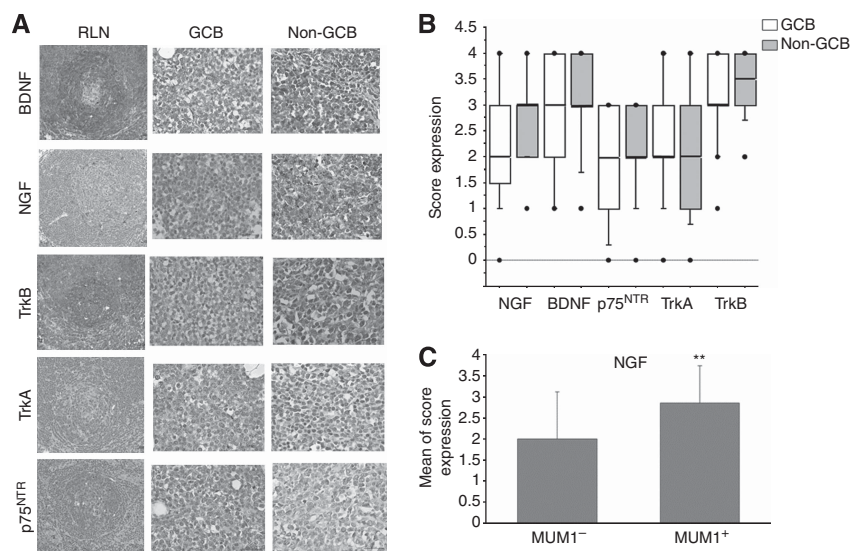 A
RLN GCB Non-GCB
BDNF
NGF
TrkB
TrkA
p75NTR
B
GCB
Non-GCB
Score expression
4.5
4
3.5
3
2.5
2
1.5
1
0.5
0
NGF BDNF p75NTR TrkA TrkB
C
NGF
**
Mean of score
expression
4
3.5
3
2.5
2
1.5
1
0.5
0
MUM1– MUM1+